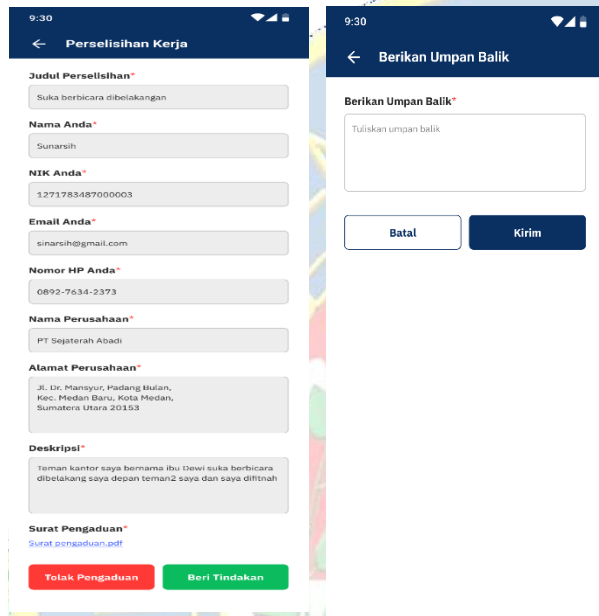 9:30
Perselisihan Kerja
Judul Perselisihan*
Suka berbicara dibelakangan
Nama Anda*
Sunarsih
NIK Anda*
1271783487000003
Email Anda*
sinarsih@gmail.com
Nomor HP Anda*
0892-7634-2373
Nama Perusahaan*
PT Sejaterah Abadi
Alamat Perusahaan*
Jl. Dr. Mansyur, Padang Bulan,
Kec. Medan Baru, Kota Medan,
Sumatera Utara 20153
Deskripsi*
Teman kantor saya bernama ibu Dewi suka berbicara
dibelakang saya depan teman2 saya dan saya difitnah
Surat Pengaduan*
Surat pengaduan.pdf
Tolak Pengaduan
Beri Tindakan
9:30
Berikan Umpan Balik
Berikan Umpan Balik*
Tuliskan umpan balik
Batal
Kirim